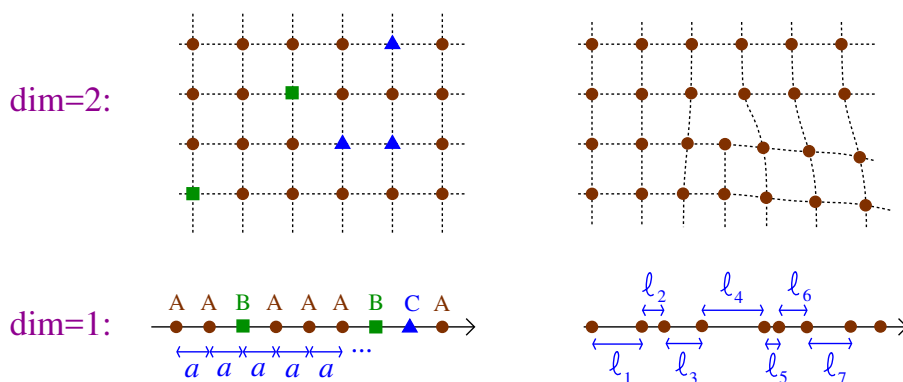 dim=2:
A A B A A A B C A
ℓ₂ ℓ₄ ℓ₆
dim=1:
a a a a a ...
ℓ₁ ℓ₃ ℓ₅ ℓ₇